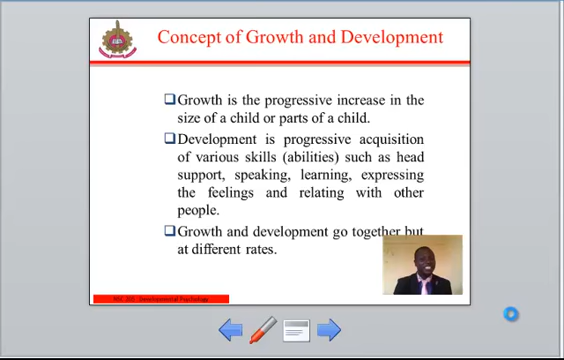 Concept of Growth and Development
Growth is the progressive increase in the
size of a child or parts of a child.
Development is progressive acquisition
of various skills (abilities) such as head
support, speaking, learning, expressing
the feelings and relating with other
people.
Growth and development go together but
at different rates.
Developmental Psychology